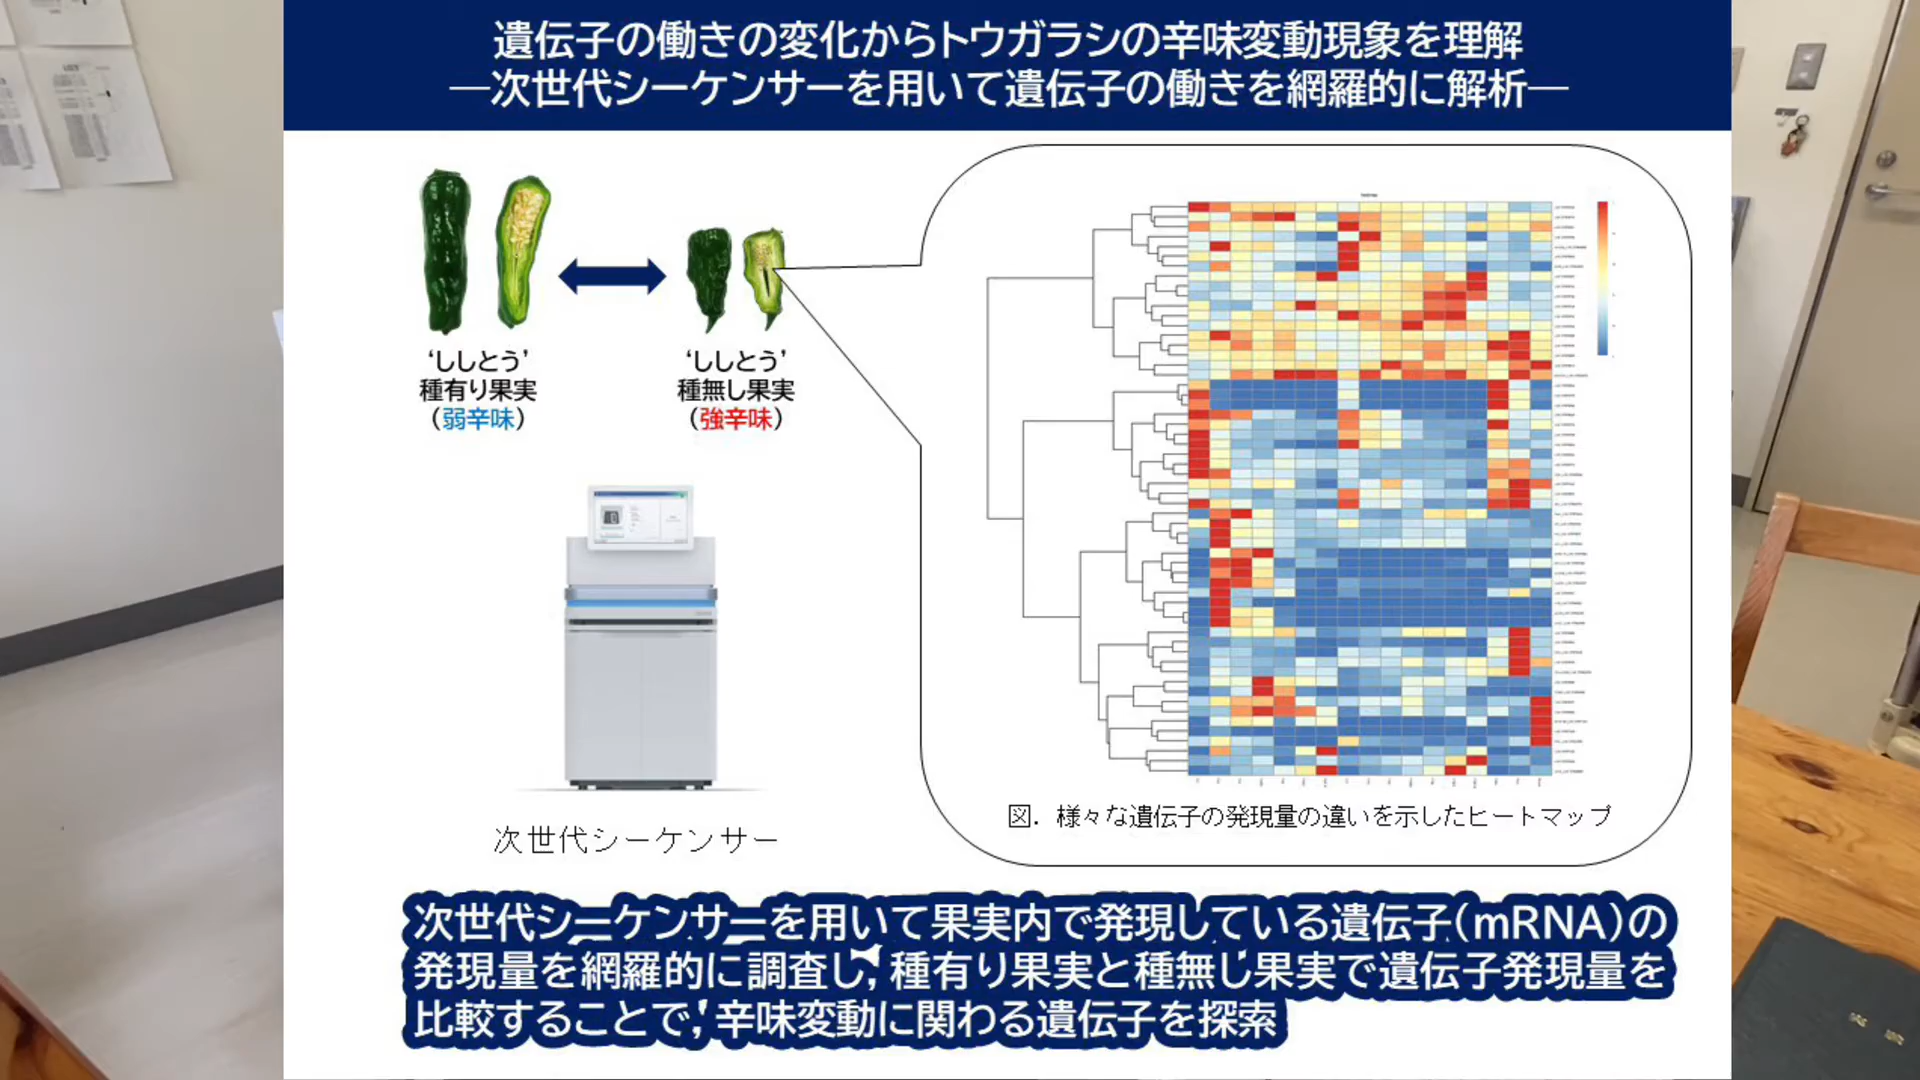 遺伝子の働きの変化からトウガラシの辛味変動現象を理解
―次世代シーケンサーを用いて遺伝子の働きを網羅的に解析―
‘ししとう’
種有り果実
(弱辛味)
‘ししとう’
種無し果実
(強辛味)
次世代シーケンサー
図. 様々な遺伝子の発現量の違いを示したヒートマップ
次世代シーケンサーを用いて果実内で発現している遺伝子(mRNA)の
発現量を網羅的に調査し, 種有り果実と種無し果実で遺伝子発現量を
比較することで, 辛味変動に関わる遺伝子を探索